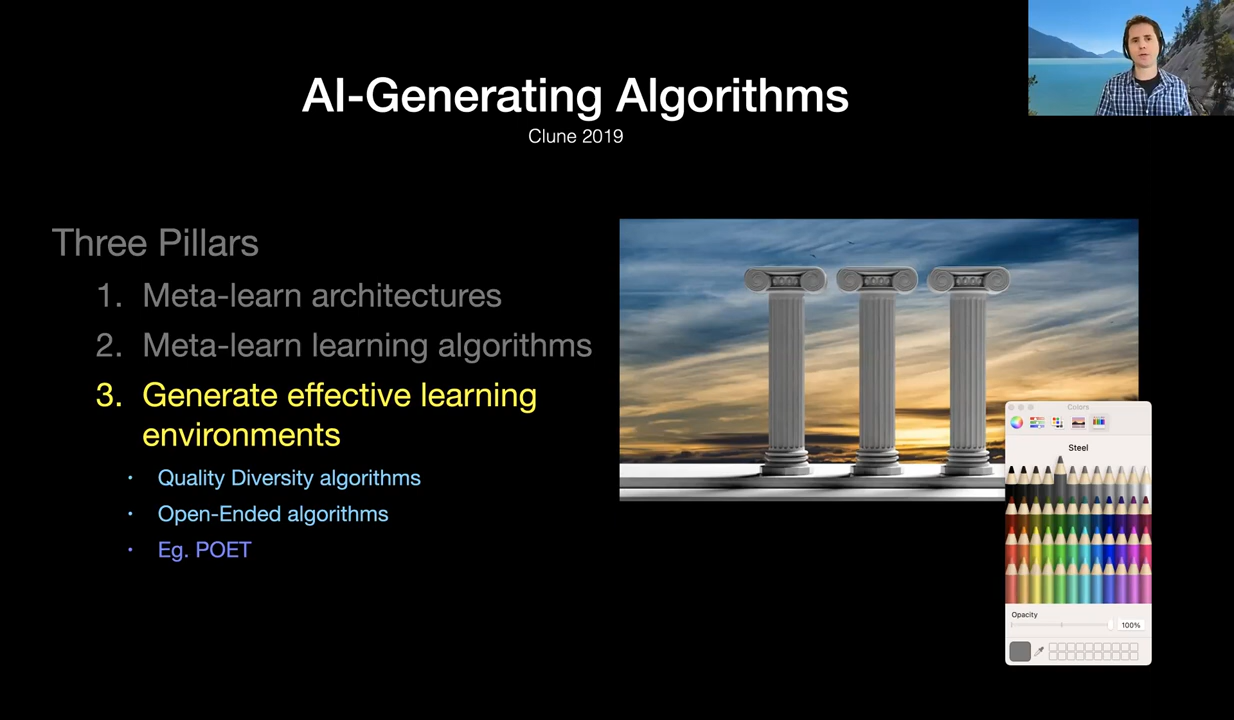 AI-Generating Algorithms
Clune 2019
Three Pillars
1. Meta-learn architectures
2. Meta-learn learning algorithms
3. Generate effective learning
environments
· Quality Diversity algorithms
· Open-Ended algorithms
· Eg. POET
Colors
Steel
Opacity
100%